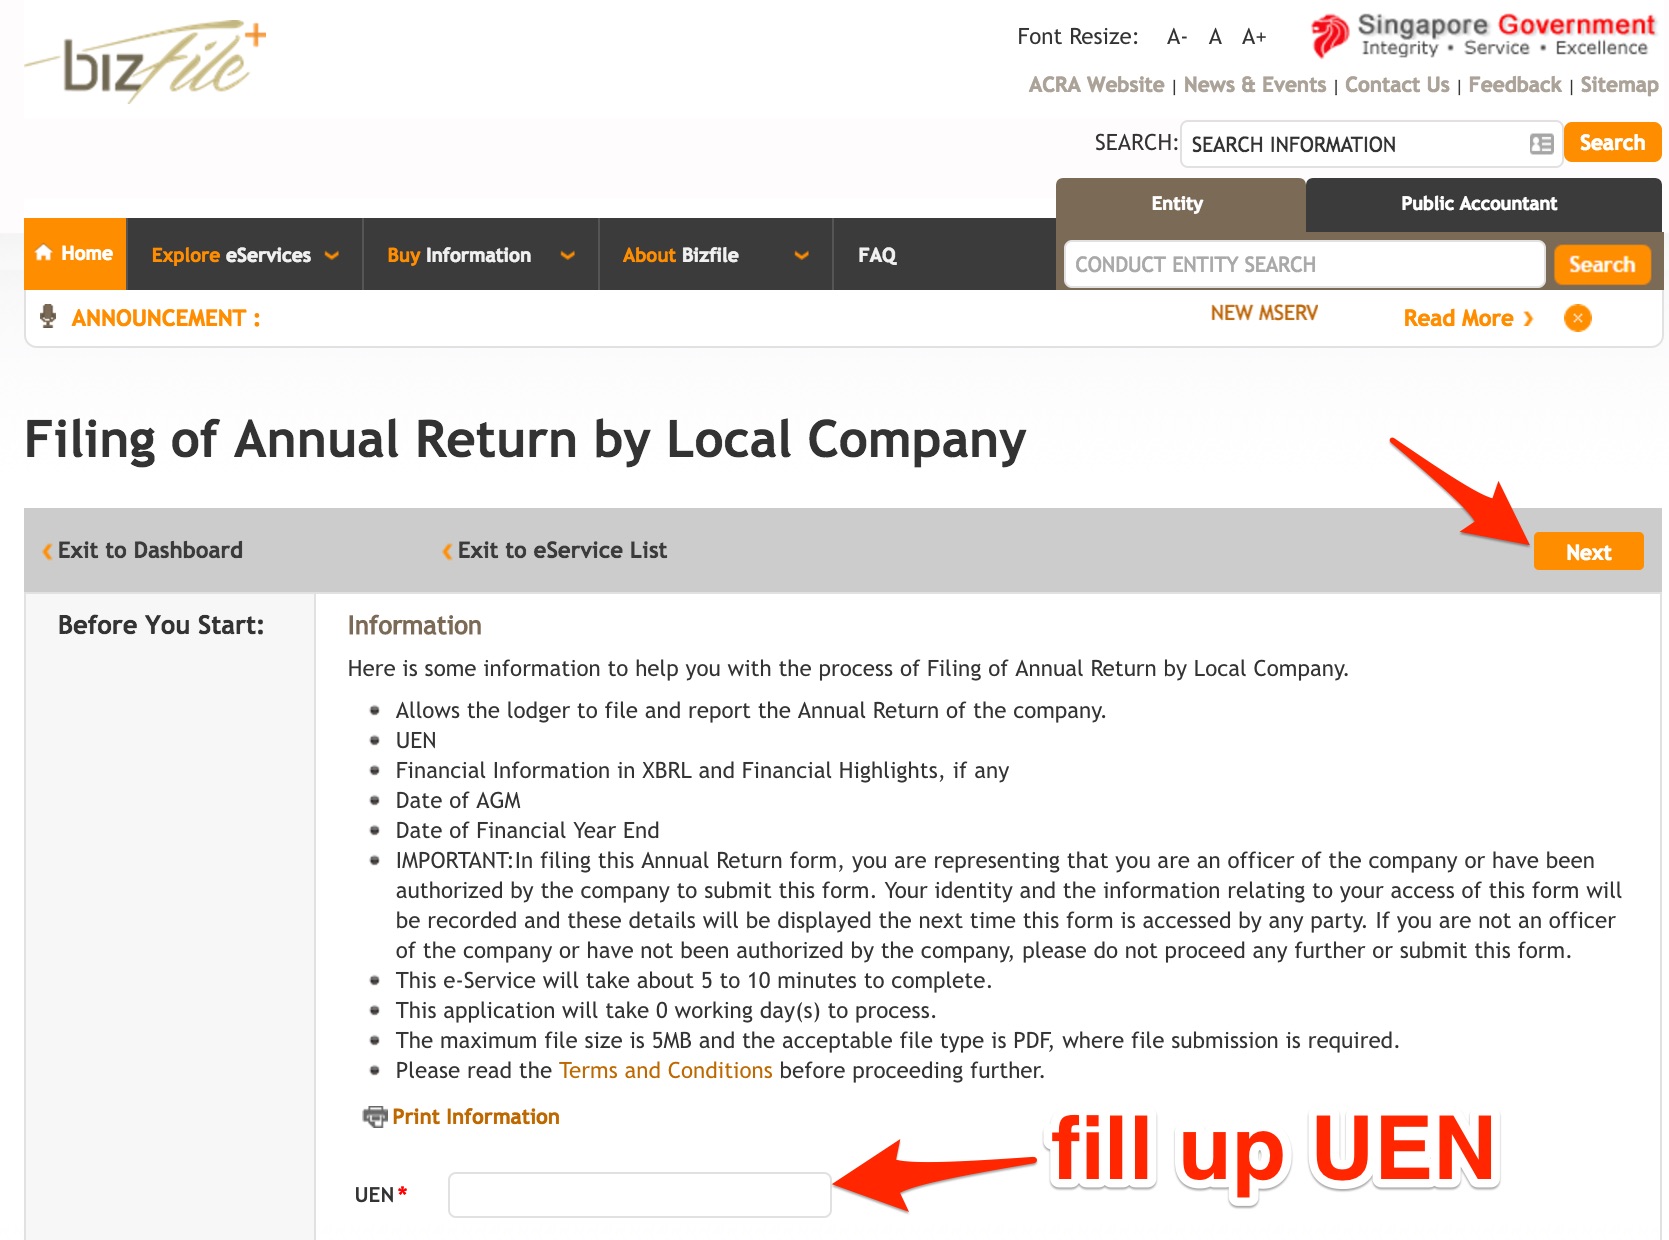 bizfile+
Font Resize: A- A A+
Singapore Government
Integrity • Service • Excellence
ACRA Website | News & Events | Contact Us | Feedback | Sitemap
SEARCH: SEARCH INFORMATION Search
Entity Public Accountant
Home Explore eServices Buy Information About Bizfile FAQ
CONDUCT ENTITY SEARCH Search
ANNOUNCEMENT : NEW MSERV Read More
Filing of Annual Return by Local Company
Exit to Dashboard Exit to eService List Next
Before You Start:
Information
Here is some information to help you with the process of Filing of Annual Return by Local Company.
Allows the lodger to file and report the Annual Return of the company.
UEN
Financial Information in XBRL and Financial Highlights, if any
Date of AGM
Date of Financial Year End
IMPORTANT:In filing this Annual Return form, you are representing that you are an officer of the company or have been
authorized by the company to submit this form. Your identity and the information relating to your access of this form will
be recorded and these details will be displayed the next time this form is accessed by any party. If you are not an officer
of the company or have not been authorized by the company, please do not proceed any further or submit this form.
This e-Service will take about 5 to 10 minutes to complete.
This application will take 0 working day(s) to process.
The maximum file size is 5MB and the acceptable file type is PDF, where file submission is required.
Please read the Terms and Conditions before proceeding further.
Print Information
fill up UEN
UEN *